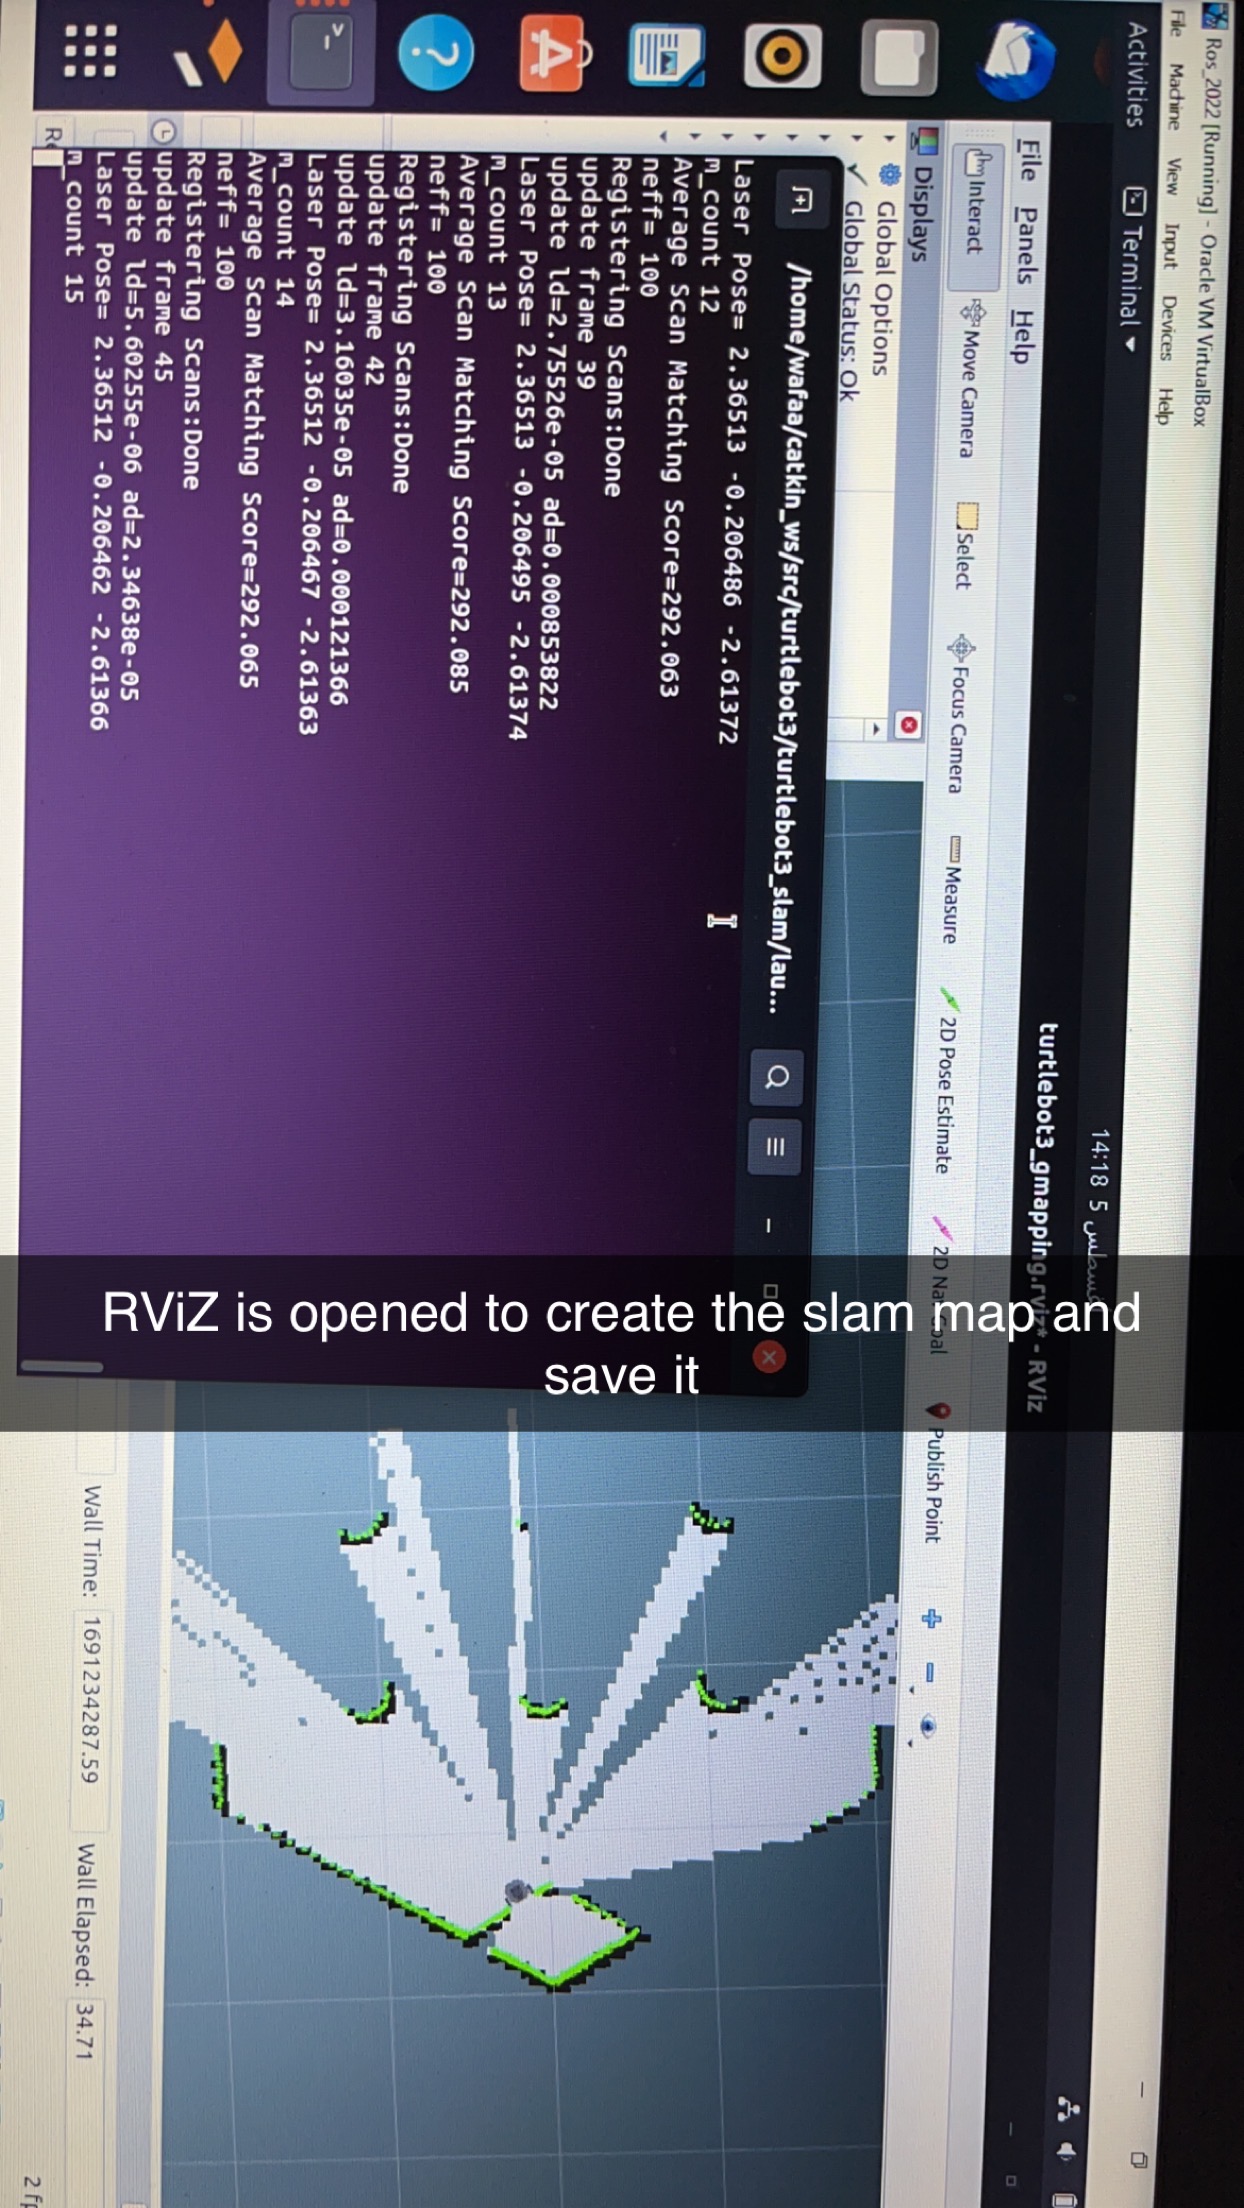 Ros_2022 [Running] - Oracle VM VirtualBox
File Machine View Input Devices Help
Activities Terminal 14:18 5
turtlebot3_gmapping.rviz* - RViz
File Panels Help
Interact Move Camera Select Focus Camera Measure 2D Pose Estimate 2D Nav Goal Publish Point
Displays
Global Options
Global Status: Ok
/home/wafaa/catkin_ws/src/turtlebot3/turtlebot3_slam/lau...
Laser Pose= 2.36513 -0.206486 -2.61372
m_count 12
Average Scan Matching Score=292.063
neff= 100
Registering Scans:Done
update frame 39
update ld=2.75526e-05 ad=0.000853822
Laser Pose= 2.36513 -0.206495 -2.61374
m_count 13
Average Scan Matching Score=292.085
neff= 100
Registering Scans:Done
update frame 42
update ld=3.16035e-05 ad=0.000121366
Laser Pose= 2.36512 -0.206467 -2.61363
m_count 14
Average Scan Matching Score=292.065
neff= 100
Registering Scans:Done
update frame 45
update ld=5.60255e-06 ad=2.34638e-05
Laser Pose= 2.36512 -0.206462 -2.61366
m_count 15
Wall Time: 1691234287.59 Wall Elapsed: 34.71
RViZ is opened to create the slam map and
save it